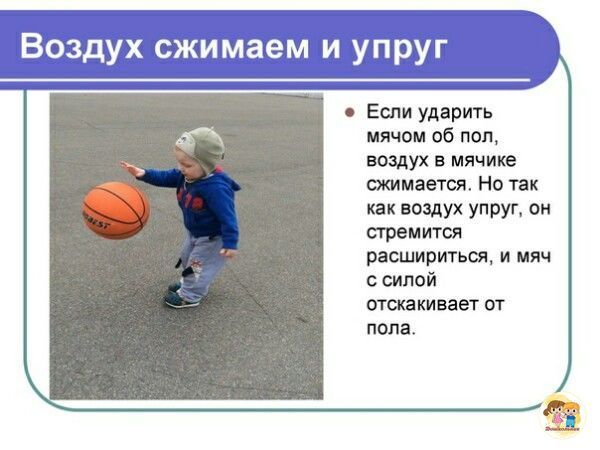 Воздух сжимаем и упруг
Если ударить
мячом об пол,
воздух в мячике
сжимается. Но так
как воздух упруг, он
стремится
расшириться, и мяч
с силой
отскакивает от
пола.